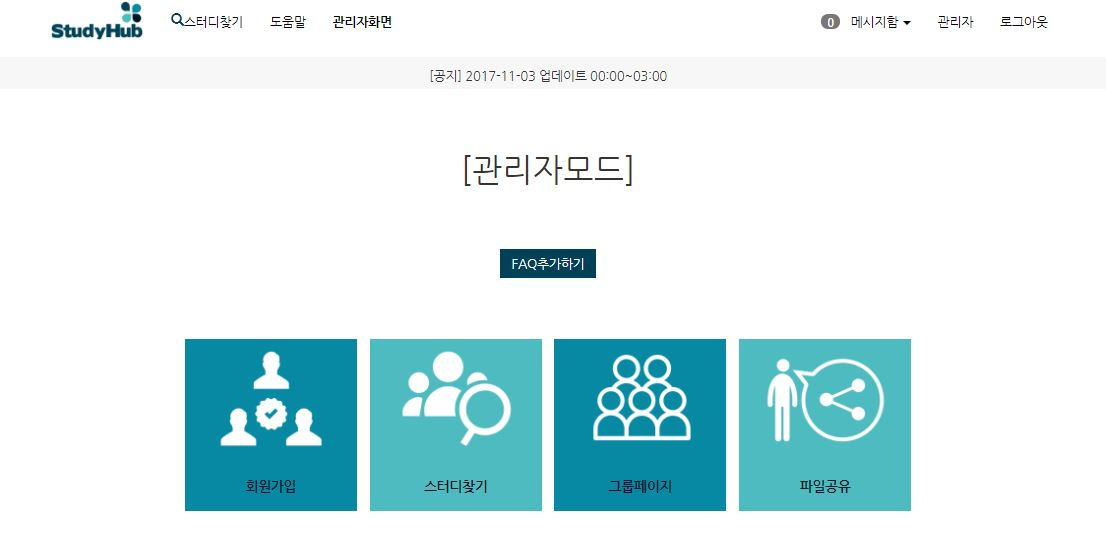 StudyHub 스터디찾기 도움말 관리자화면 0 메시지함 관리자 로그아웃
[공지] 2017-11-03 업데이트 00:00~03:00
[관리자모드]
FAQ추가하기
회원가입 스터디찾기 그룹페이지 파일공유